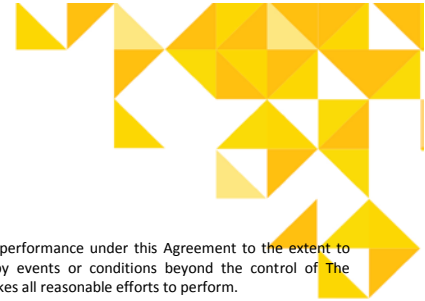 performance under this Agreement to the extent to
by events or conditions beyond the control of The
kes all reasonable efforts to perform.